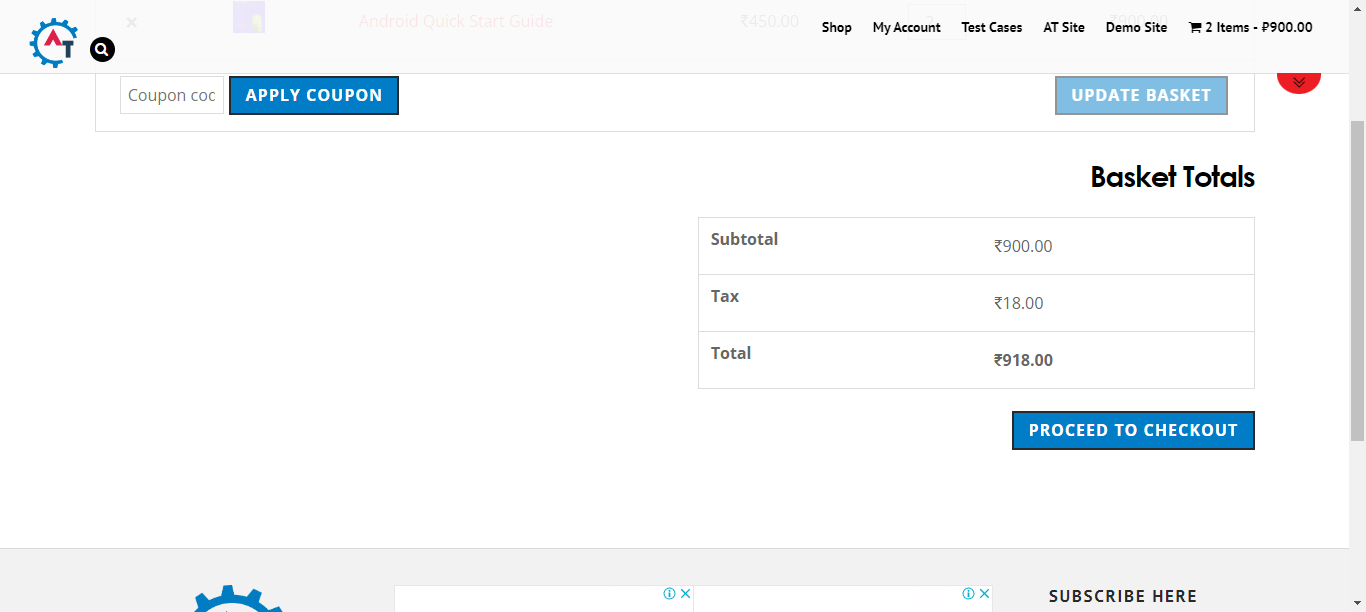 × Android Quick Start Guide ₹450.00 ₹900.00
AT
Shop My Account Test Cases AT Site Demo Site 2 Items - ₹900.00
Coupon coc APPLY COUPON UPDATE BASKET
Basket Totals
Subtotal ₹900.00
Tax ₹18.00
Total ₹918.00
PROCEED TO CHECKOUT
SUBSCRIBE HERE